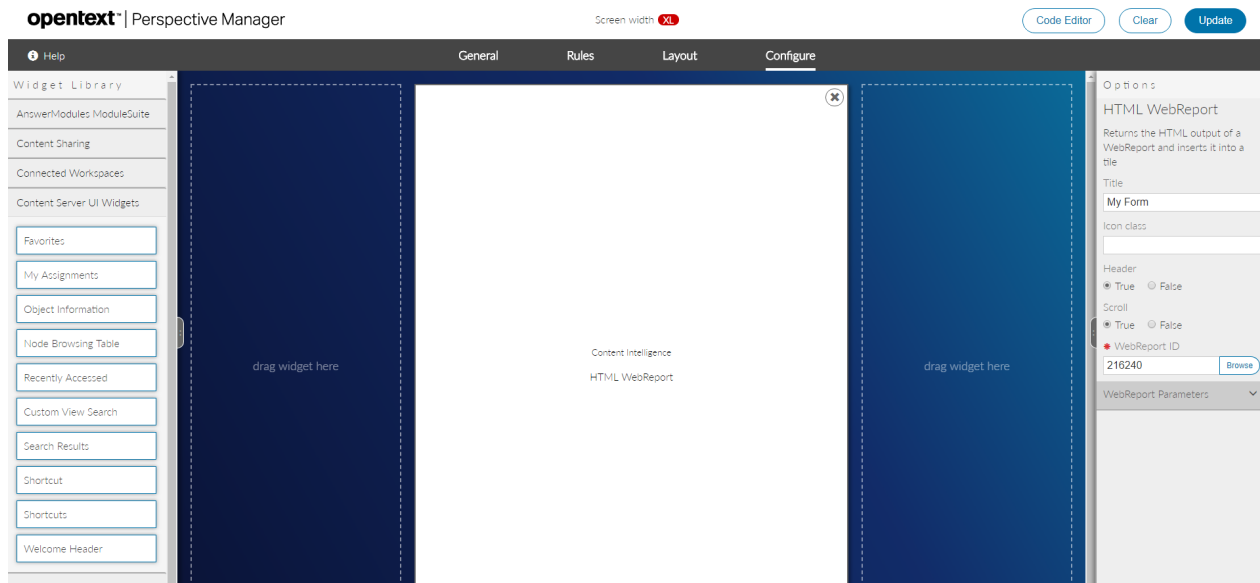 opentext™ | Perspective Manager
Screen width XL
Code Editor
Clear
Update
Help
General
Rules
Layout
Configure
Widget Library
AnswerModules ModuleSuite
Content Sharing
Connected Workspaces
Content Server UI Widgets
Favorites
My Assignments
Object Information
Node Browsing Table
Recently Accessed
Custom View Search
Search Results
Shortcut
Shortcuts
Welcome Header
drag widget here
Content Intelligence
HTML WebReport
drag widget here
Options
HTML WebReport
Returns the HTML output of a
WebReport and inserts it into a
tile
Title
My Form
Icon class
Header
True False
Scroll
True False
WebReport ID
216240 Browse
WebReport Parameters